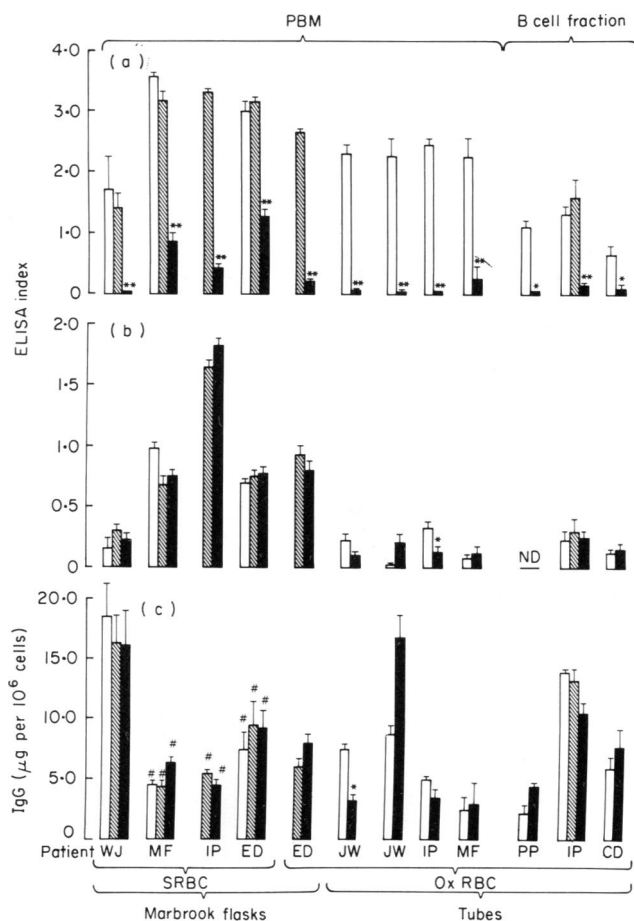 PBM B cell fraction
(a)
4·0
3·0
2·0
1·0
0
** ** ** ** ** ** ** ** ** * ** *
ELISA index
(b)
2·0
1·5
1·0
0·5
0
* ND
(c)
20·0
15·0
10·0
5·0
0
# # # # # # # # *
IgG (µg per 10⁶ cells)
Patient WJ MF IP ED ED JW JW IP MF PP IP CD
SRBC Ox RBC
Marbrook flasks Tubes